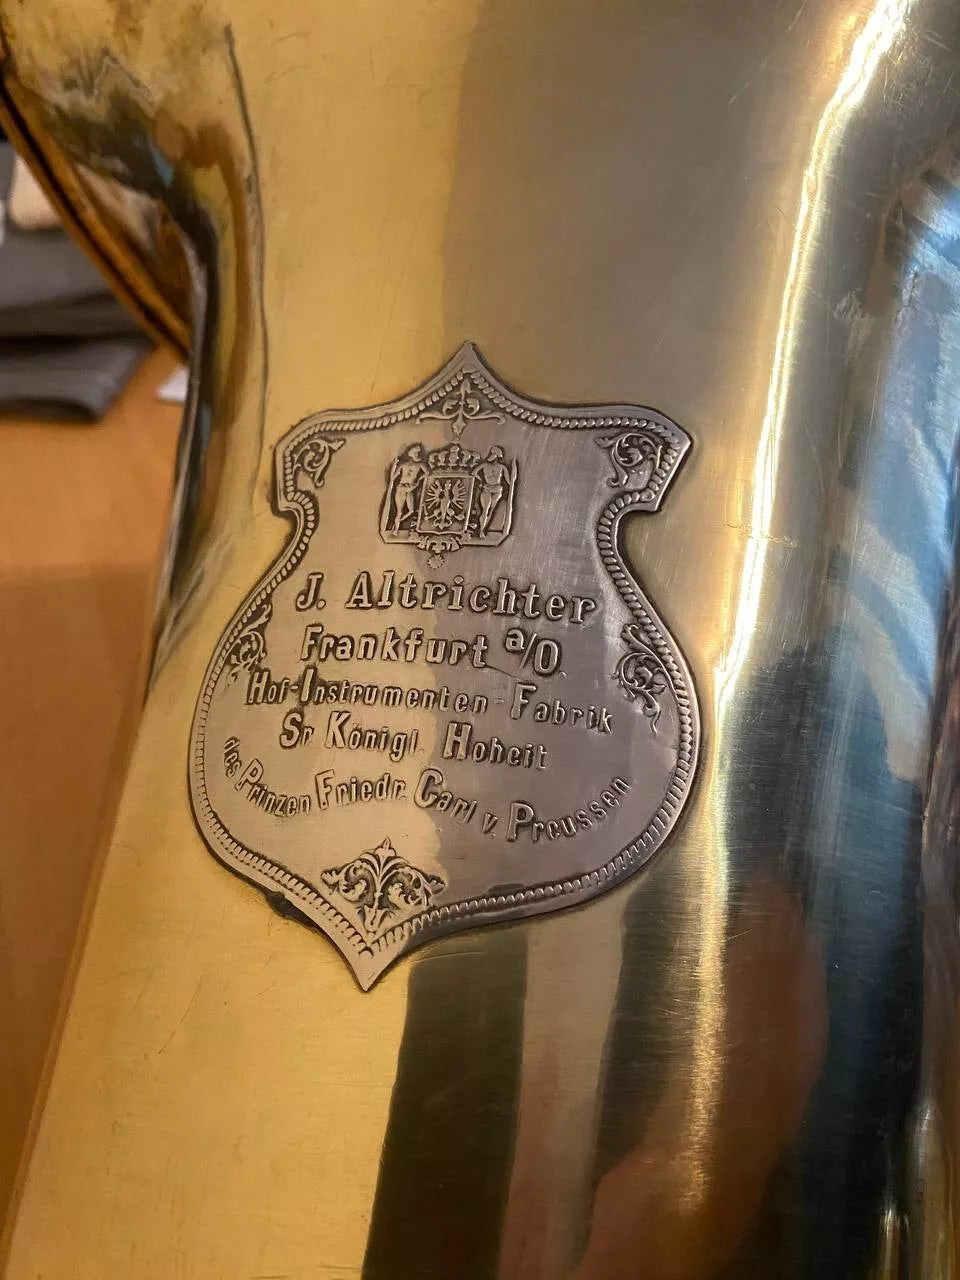 J. Altrichter
Frankfurt a/O.
Hof-Instrumenten-Fabrik
Sr Königl. Hoheit
des Prinzen Friedr. Carl v. Preussen